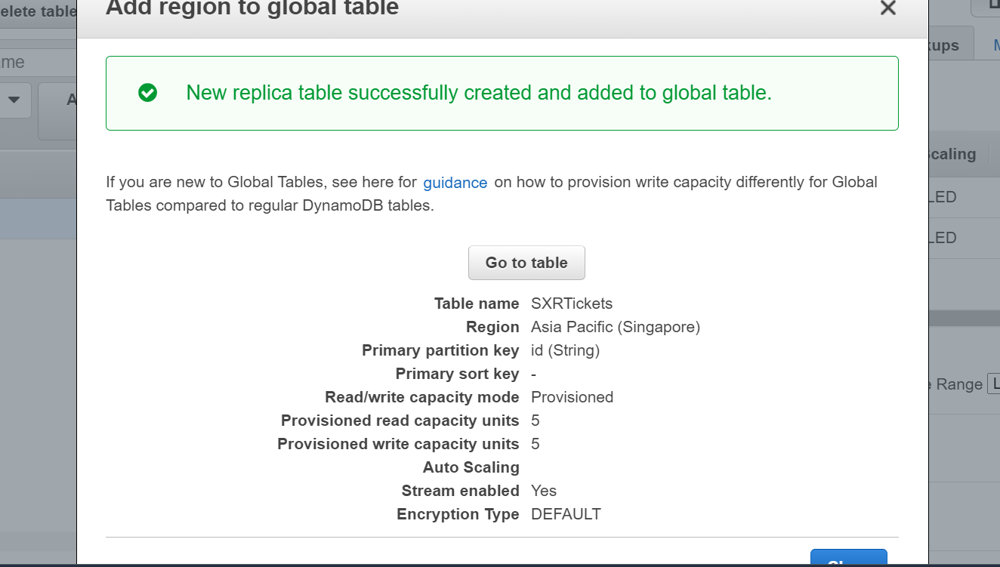 elete table
Add region to global table
me
kups
New replica table successfully created and added to global table.
caling
If you are new to Global Tables, see here for guidance on how to provision write capacity differently for Global
Tables compared to regular DynamoDB tables.
LED
LED
Go to table
Table name SXRTickets
Region Asia Pacific (Singapore)
Primary partition key id (String)
Primary sort key -
Read/write capacity mode Provisioned
e Range L
Provisioned read capacity units 5
Provisioned write capacity units 5
Auto Scaling
Stream enabled Yes
Encryption Type DEFAULT